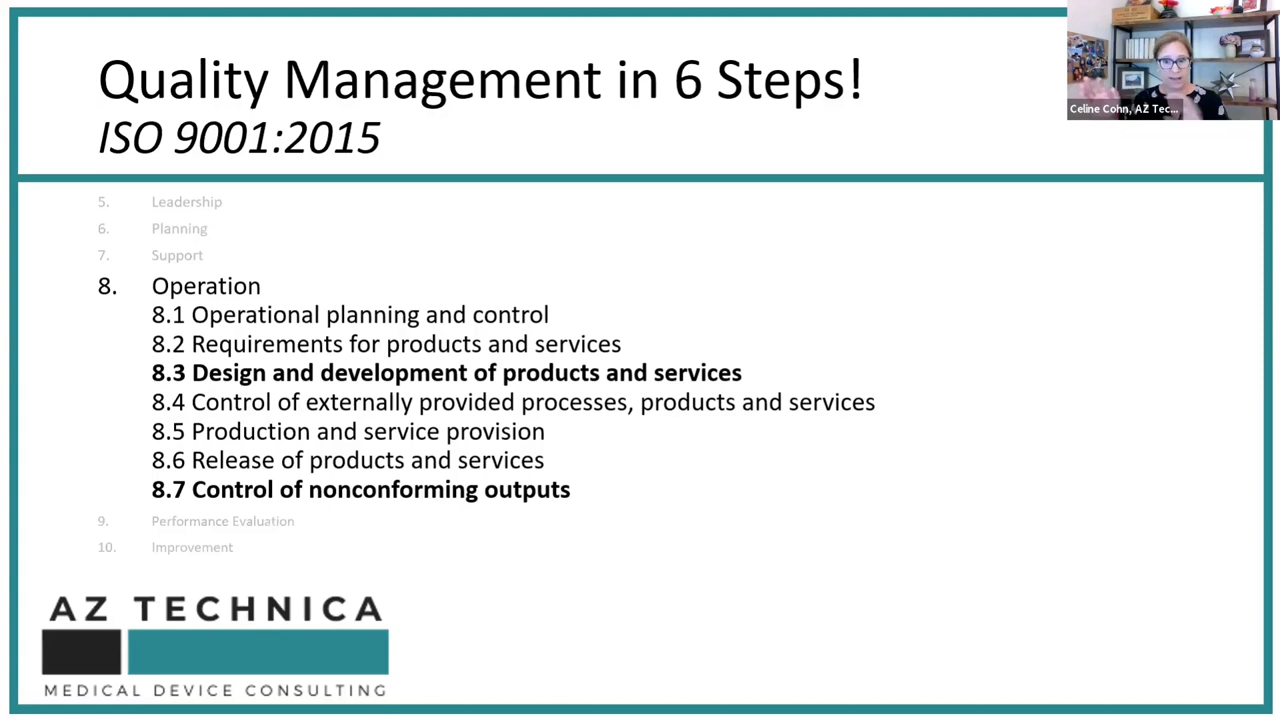 Quality Management in 6 Steps!
ISO 9001:2015
Celine Cohn, AZ Tec...
5. Leadership
6. Planning
7. Support
8. Operation
8.1 Operational planning and control
8.2 Requirements for products and services
8.3 Design and development of products and services
8.4 Control of externally provided processes, products and services
8.5 Production and service provision
8.6 Release of products and services
8.7 Control of nonconforming outputs
9. Performance Evaluation
10. Improvement
AZ TECHNICA
MEDICAL DEVICE CONSULTING